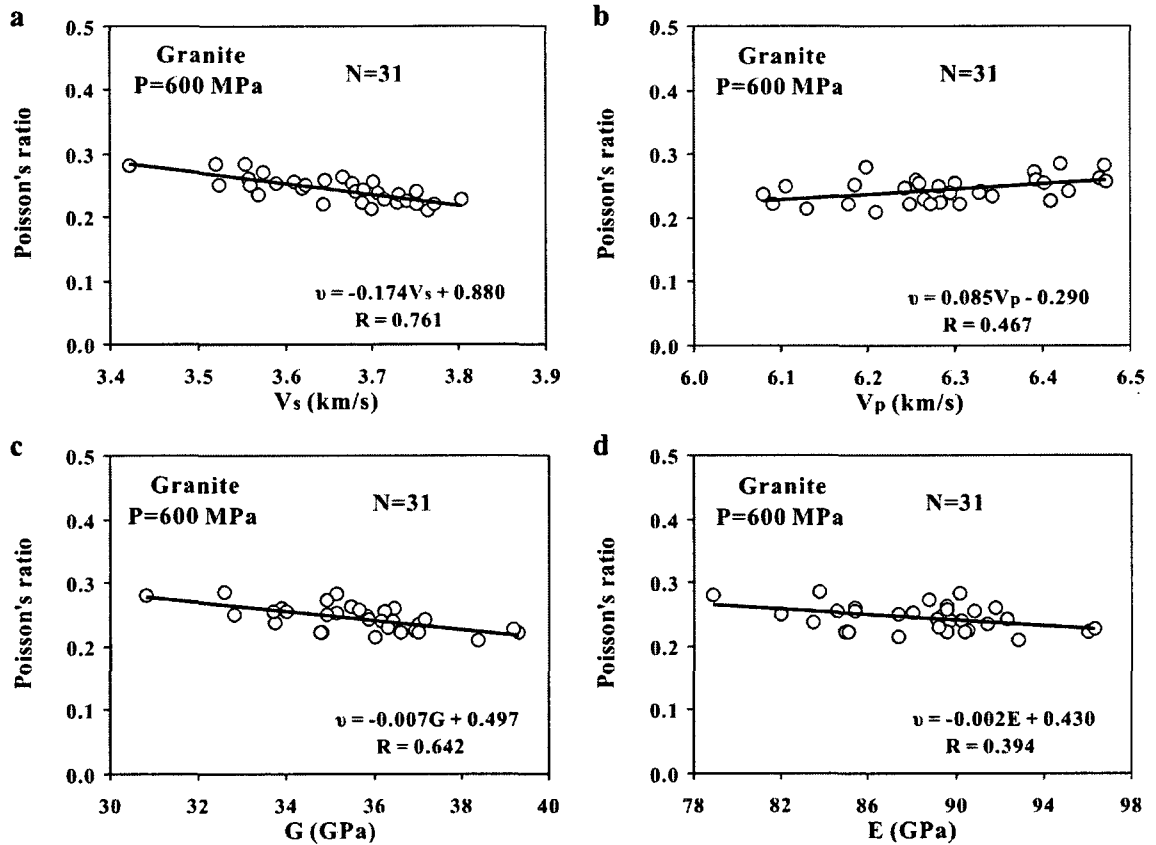 a
0.5
0.4
0.3
0.2
0.1
0.0
Poisson's ratio
Granite
P=600 MPa
N=31
υ = -0.174Vs + 0.880
R = 0.761
3.4 3.5 3.6 3.7 3.8 3.9
Vs (km/s)
b
0.5
0.4
0.3
0.2
0.1
0.0
Poisson's ratio
Granite
P=600 MPa
N=31
υ = 0.085Vp - 0.290
R = 0.467
6.0 6.1 6.2 6.3 6.4 6.5
Vp (km/s)
c
0.5
0.4
0.3
0.2
0.1
0.0
Poisson's ratio
Granite
P=600 MPa
N=31
υ = -0.007G + 0.497
R = 0.642
30 32 34 36 38 40
G (GPa)
d
0.5
0.4
0.3
0.2
0.1
0.0
Poisson's ratio
Granite
P=600 MPa
N=31
υ = -0.002E + 0.430
R = 0.394
78 82 86 90 94 98
E (GPa)